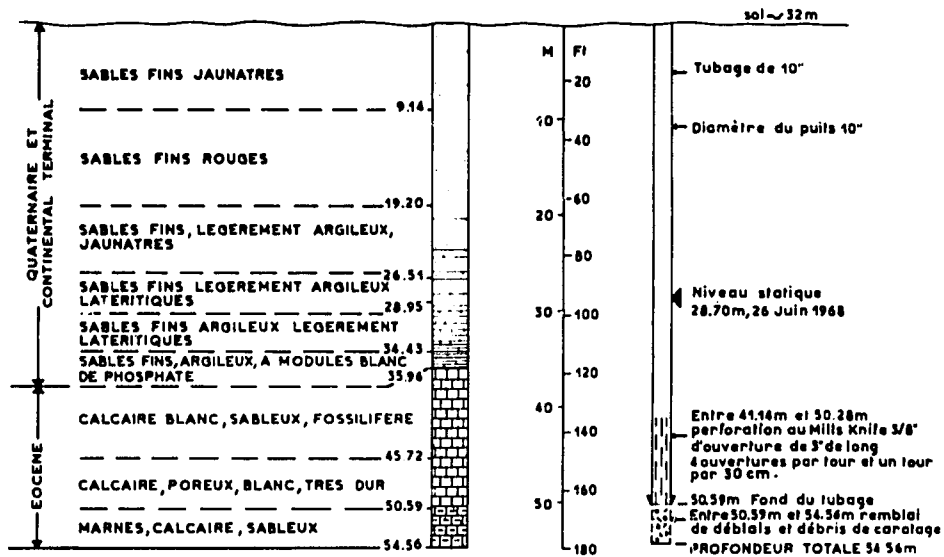 sol ~ 32m
QUATERNAIRE ET
CONTINENTAL TERMINAL
SABLES FINS JAUNATRES
9.14
SABLES FINS ROUGES
19.20
SABLES FINS, LEGEREMENT ARGILEUX,
JAUNATRES
26.51
SABLES FINS LEGEREMENT ARGILEUX
LATERITIQUES
28.95
SABLES FINS ARGILEUX LEGEREMENT
LATERITIQUES
34.43
SABLES FINS, ARGILEUX, A MODULES BLANC
DE PHOSPHATE
35.96
EOCENE
CALCAIRE BLANC, SABLEUX, FOSSILIFERE
45 72
CALCAIRE, POREUX, BLANC, TRES DUR
50.59
MARNES, CALCAIRE, SABLEUX
54.56
M
10
20
30
40
50
Ft
20
40
60
80
100
120
140
160
180
Tubage de 10"
Diamètre du puits 10"
Niveau statique
28.70m, 26 Juin 1968
Entre 41.14m et 50.28m
perforation au Mills Knife 3/8"
d'ouverture de 3" de long
4 ouvertures par tour et un tour
par 30 cm.
50.59m Fond du tubage
Entre 50.59m et 54.56m remblai
de déblais et débris de carotage
PROFONDEUR TOTALE 54 56m